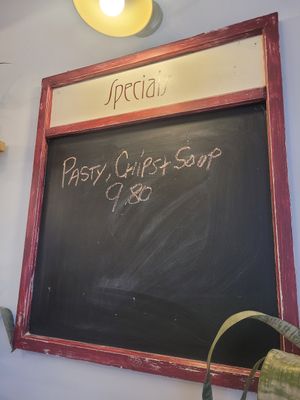 Specials
PASTY, CHIPS + SOUP
9.80